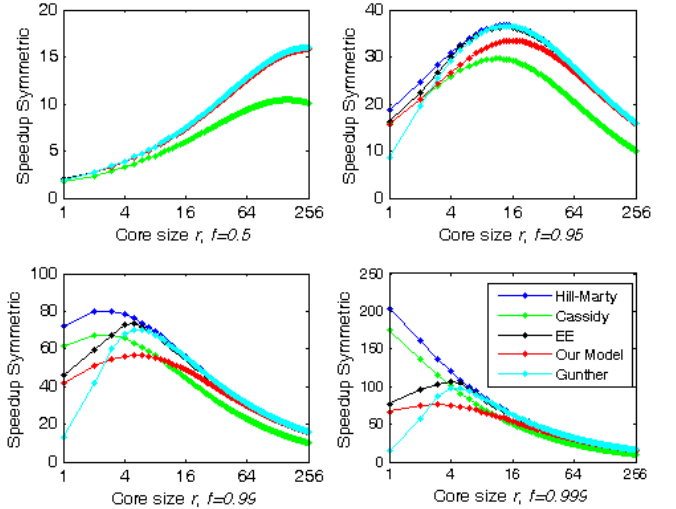 20
15
10
5
0
Speedup Symmetric
1 4 16 64 256
Core size r, f=0.5
40
30
20
10
0
Speedup Symmetric
1 4 16 64 256
Core size r, f=0.95
100
80
60
40
20
0
Speedup Symmetric
1 4 16 64 256
Core size r, f=0.99
250
200
150
100
50
0
Speedup Symmetric
Hill-Marty
Cassidy
EE
Our Model
Gunther
1 4 16 64 256
Core size r, f=0.999